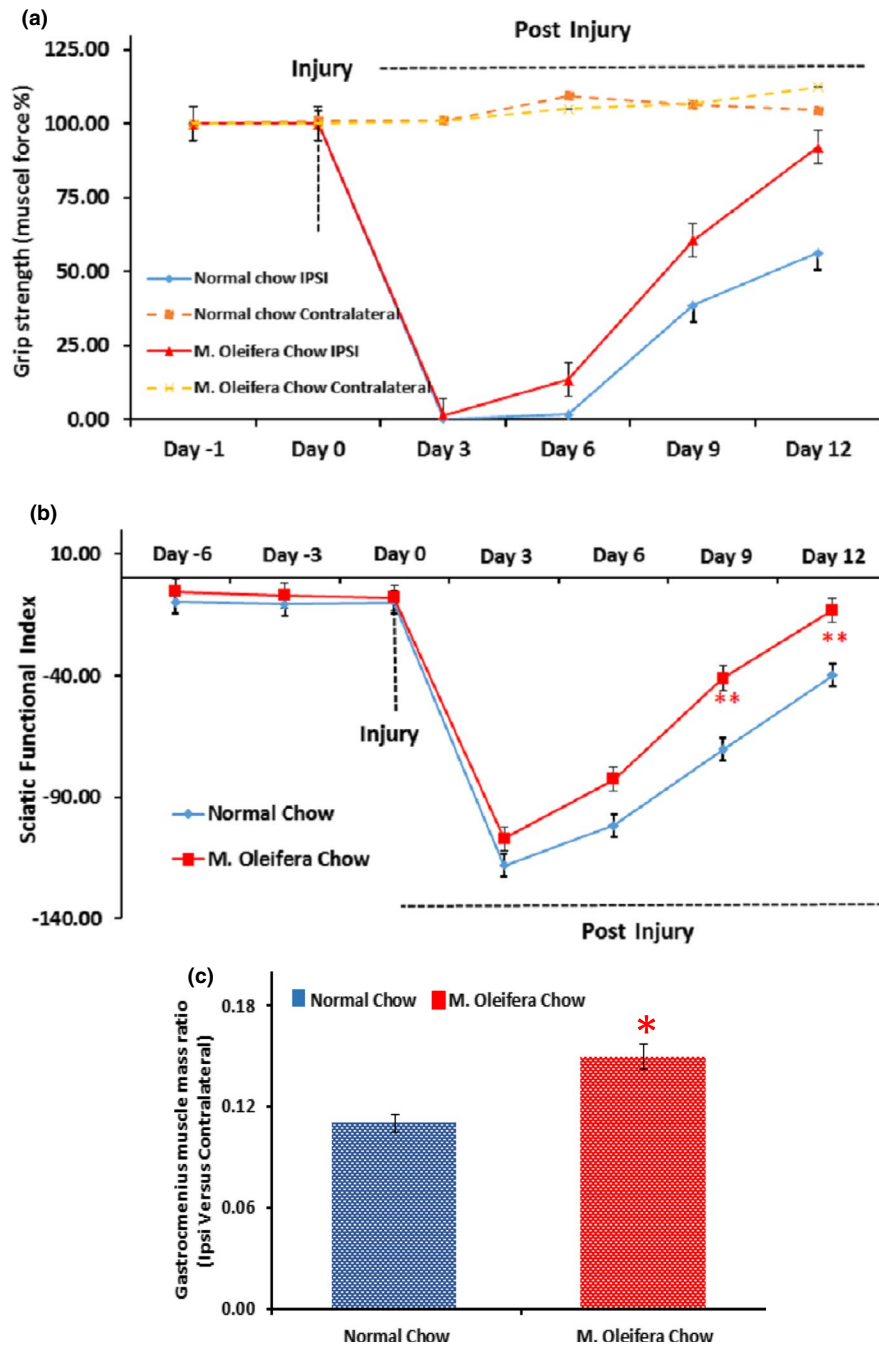 (a)
Post Injury
Injury
125.00
100.00
75.00
50.00
25.00
0.00
Grip strength (muscel force%)
Normal chow IPSI
Normal chow Contralateral
M. Oleifera Chow IPSI
M. Oleifera Chow Contralateral
Day -1 Day 0 Day 3 Day 6 Day 9 Day 12
(b)
Day -6 Day -3 Day 0 Day 3 Day 6 Day 9 Day 12
10.00
-40.00
-90.00
-140.00
Sciatic Functional Index
**
**
Injury
Normal Chow
M. Oleifera Chow
Post Injury
(c)
Normal Chow M. Oleifera Chow
*
0.18
0.12
0.06
0.00
Gastrocmenius muscle mass ratio
(Ipsi Versus Contralateral)
Normal Chow M. Oleifera Chow